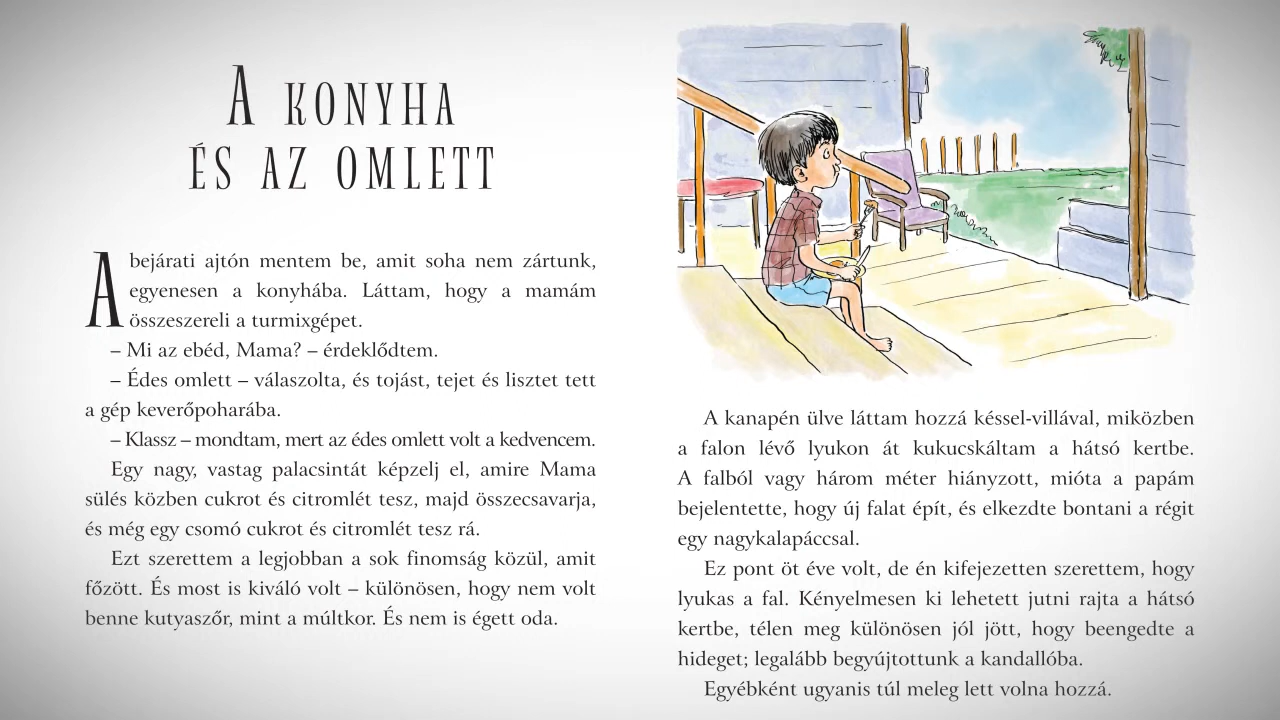 A KONYHA
ÉS AZ OMLETT
A bejárati ajtón mentem be, amit soha nem zártunk,
egyenesen a konyhába. Láttam, hogy a mamám
összeszereli a turmixgépet.
– Mi az ebéd, Mama? – érdeklődtem.
– Édes omlett – válaszolta, és tojást, tejet és lisztet tett
a gép keverőpoharába.
– Klassz – mondtam, mert az édes omlett volt a kedvencem.
Egy nagy, vastag palacsintát képzelj el, amire Mama
sülés közben cukrot és citromlét tesz, majd összecsavarja,
és még egy csomó cukrot és citromlét tesz rá.
Ezt szerettem a legjobban a sok finomság közül, amit
főzött. És most is kiváló volt – különösen, hogy nem volt
benne kutyaszőr, mint a múltkor. És nem is égett oda.
A kanapén ülve láttam hozzá késsel-villával, miközben
a falon lévő lyukon át kukucskáltam a hátsó kertbe.
A falból vagy három méter hiányzott, mióta a papám
bejelentette, hogy új falat épít, és elkezdte bontani a régit
egy nagykalapáccsal.
Ez pont öt éve volt, de én kifejezetten szerettem, hogy
lyukas a fal. Kényelmesen ki lehetett jutni rajta a hátsó
kertbe, télen meg különösen jól jött, hogy beengedte a
hideget; legalább begyújtottunk a kandallóba.
Egyébként ugyanis túl meleg lett volna hozzá.